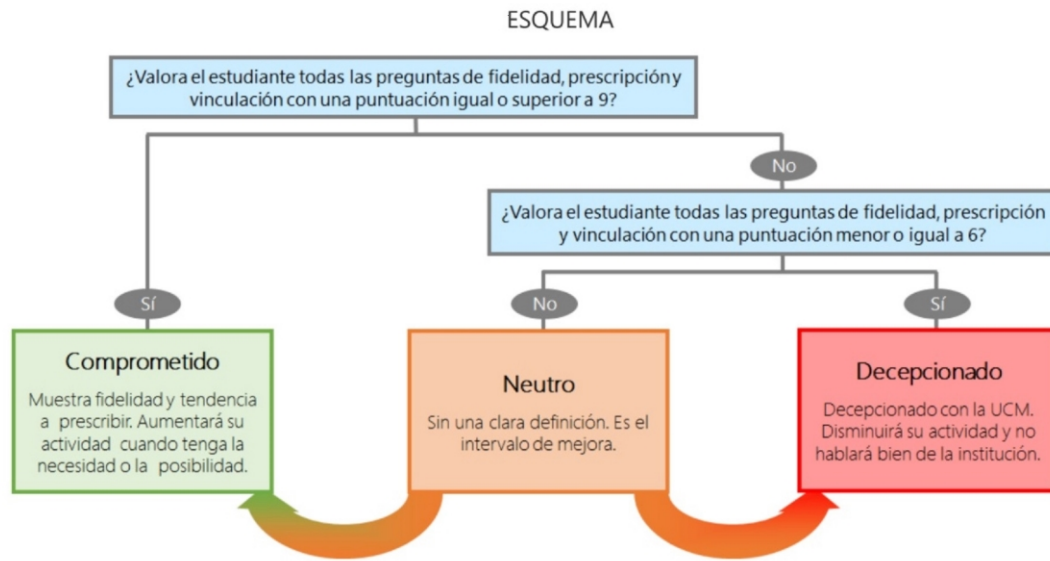 ESQUEMA
¿Valora el estudiante todas las preguntas de fidelidad, prescripción y
vinculación con una puntuación igual o superior a 9?
No
¿Valora el estudiante todas las preguntas de fidelidad, prescripción
y vinculación con una puntuación menor o igual a 6?
Sí
No
Sí
Comprometido
Muestra fidelidad y tendencia
a prescribir. Aumentará su
actividad cuando tenga la
necesidad o la posibilidad.
Neutro
Sin una clara definición. Es el
intervalo de mejora.
Decepcionado
Decepcionado con la UCM.
Disminuirá su actividad y no
hablará bien de la institución.